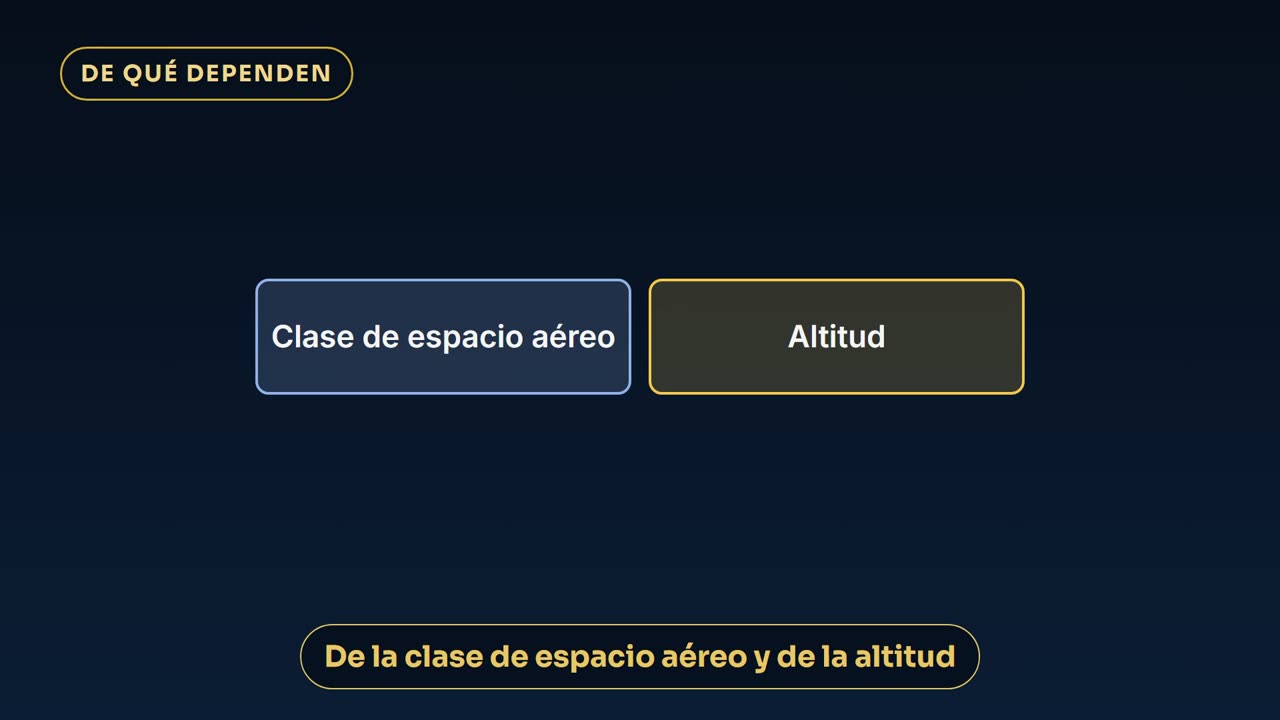 DE QUÉ DEPENDEN
Clase de espacio aéreo
Altitud
De la clase de espacio aéreo y de la altitud